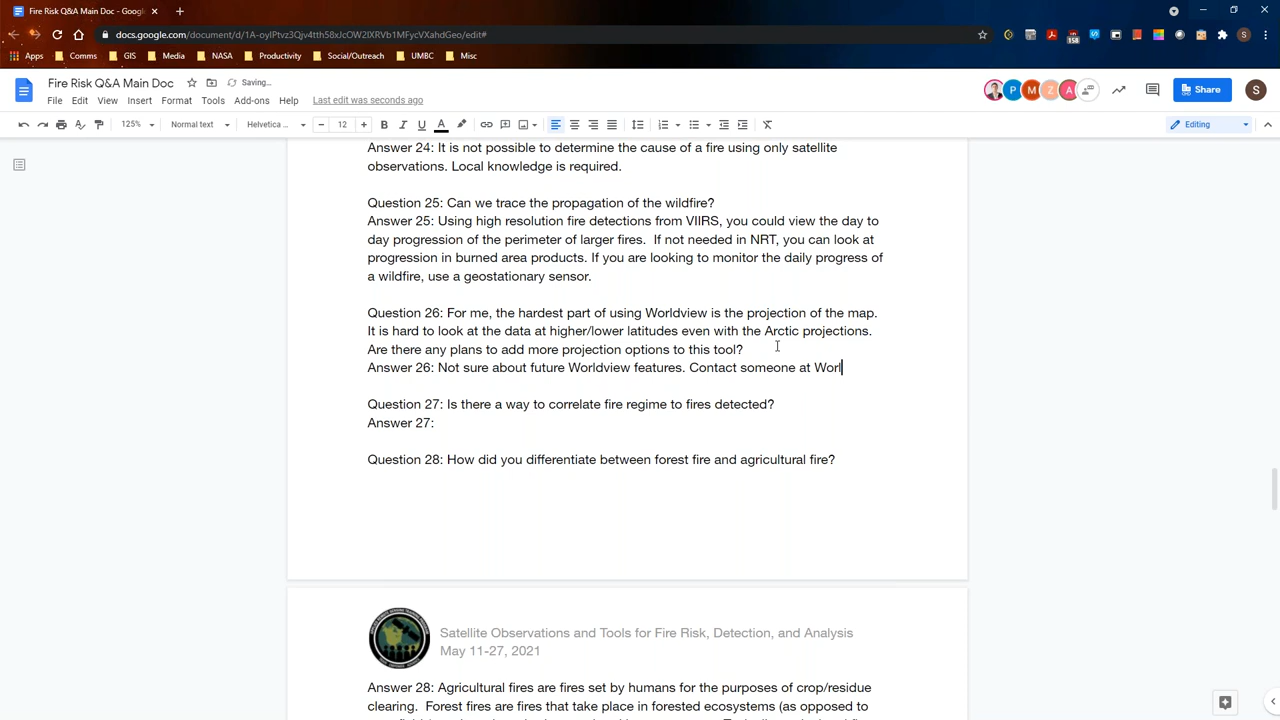 Fire Risk Q&A Main Doc - Googl
docs.google.com/document/d/1A-oyIPtvz3Qjv4tth58xJcOW2IXRVb1MFycVXahdGeo/edit#
Apps Comms GIS Media NASA Productivity Social/Outreach UMBC Misc
Fire Risk Q&A Main Doc Saving...
File Edit View Insert Format Tools Add-ons Help Last edit was seconds ago
P M Z A Share S
125% Normal text Helvetica ... 12 B I U A Editing
Answer 24: It is not possible to determine the cause of a fire using only satellite
observations. Local knowledge is required.
Question 25: Can we trace the propagation of the wildfire?
Answer 25: Using high resolution fire detections from VIIRS, you could view the day to
day progression of the perimeter of larger fires. If not needed in NRT, you can look at
progression in burned area products. If you are looking to monitor the daily progress of
a wildfire, use a geostationary sensor.
Question 26: For me, the hardest part of using Worldview is the projection of the map.
It is hard to look at the data at higher/lower latitudes even with the Arctic projections.
Are there any plans to add more projection options to this tool?
Answer 26: Not sure about future Worldview features. Contact someone at Worl
Question 27: Is there a way to correlate fire regime to fires detected?
Answer 27:
Question 28: How did you differentiate between forest fire and agricultural fire?
Satellite Observations and Tools for Fire Risk, Detection, and Analysis
May 11-27, 2021
Answer 28: Agricultural fires are fires set by humans for the purposes of crop/residue
clearing. Forest fires are fires that take place in forested ecosystems (as opposed to